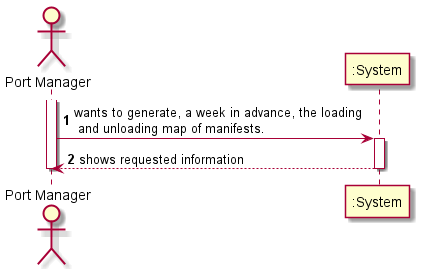 Port Manager
:System
1 wants to generate, a week in advance, the loading
and unloading map of manifests.
2 shows requested information
Port Manager
:System